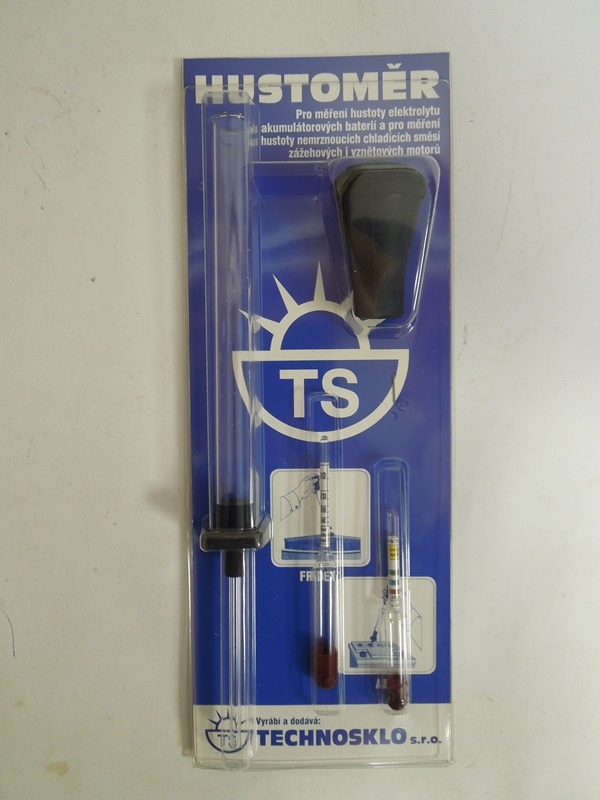 HUSTOMĚR
Pro měření hustoty elektrolytu
akumulátorových baterií a pro měření
hustoty nemrznoucích chladicích směsí
zážehových i vznětových motorů
TS
FRIDEX
Vyrábí a dodává:
TS
TECHNOSKLO s.r.o.